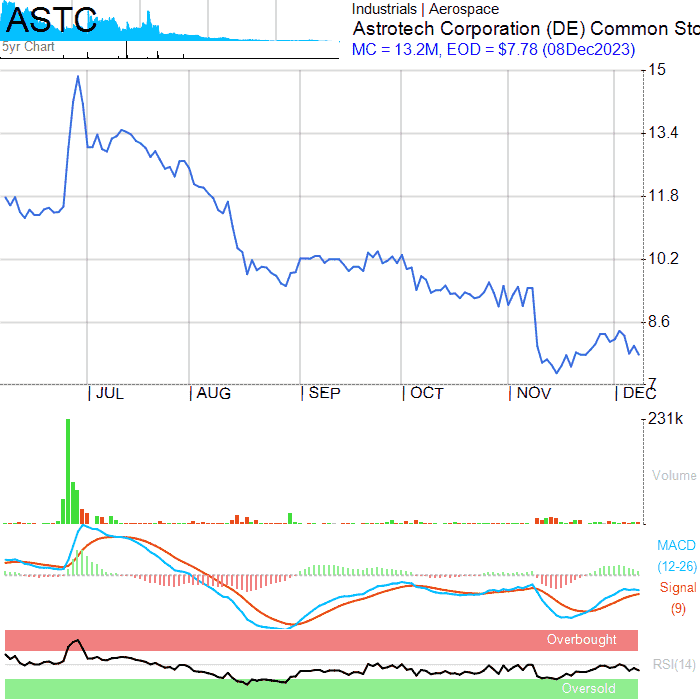 ASTC
5yr Chart
Industrials | Aerospace
Astrotech Corporation (DE) Common Sto
MC = 13.2M, EOD = $7.78 (08Dec2023)
15
13.4
11.8
10.2
8.6
7
JUL AUG SEP OCT NOV DEC
231k
Volume
MACD
(12-26)
Signal
(9)
Overbought
RSI(14)
Oversold